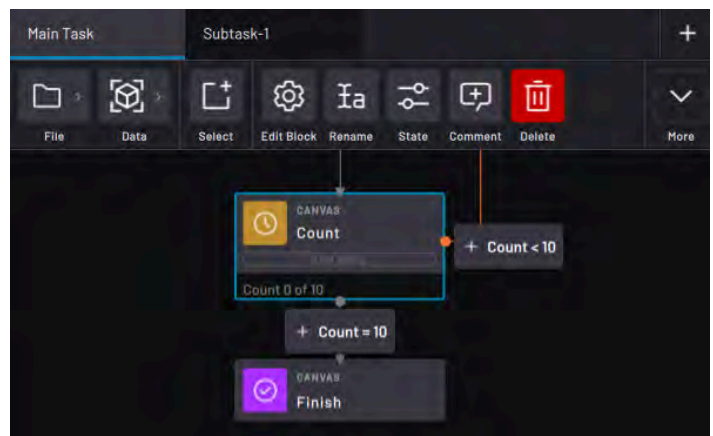 Main Task
Subtask-1
File
Data
Select
Edit Block
Rename
State
Comment
Delete
More
CANVAS
Count
Count < 10
Count 0 of 10
Count = 10
CANVAS
Finish